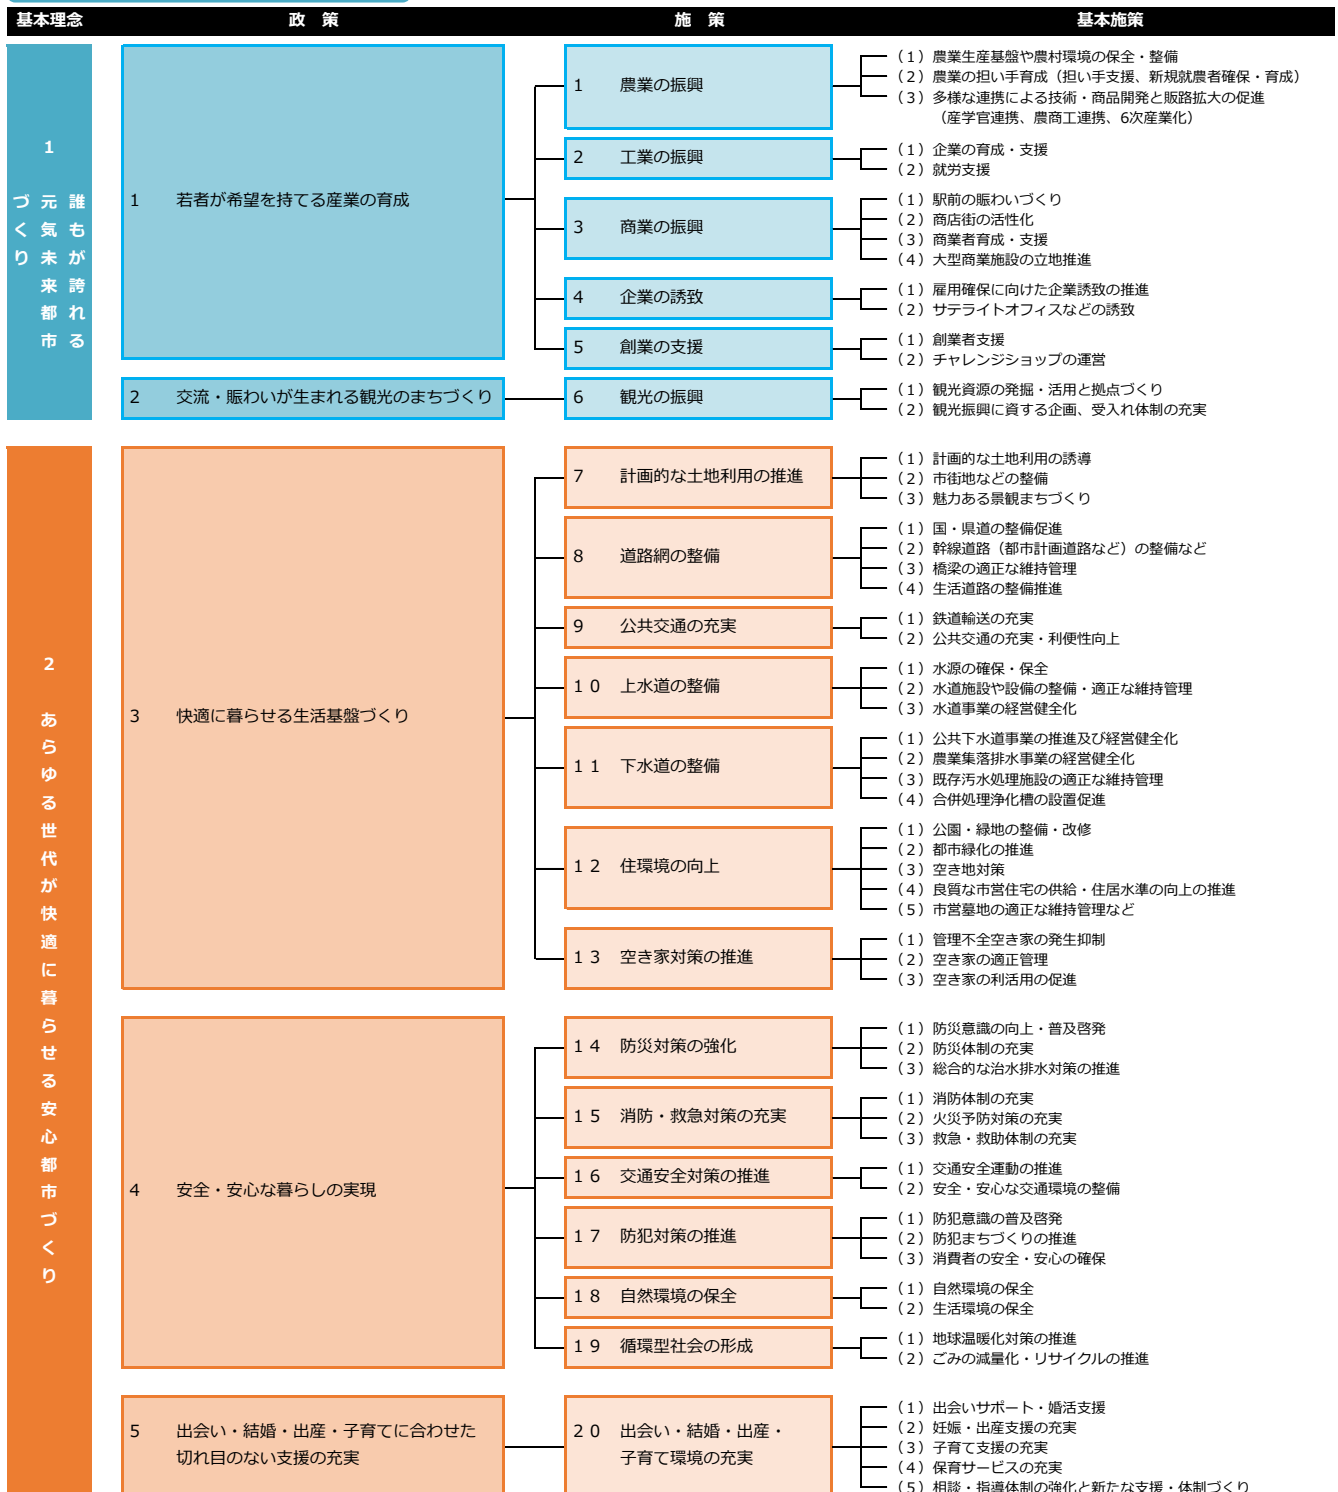 基本理念 政　策 施　策 基本施策
1
誰もが誇れる
元気未来都市
づくり
1 若者が希望を持てる産業の育成
1 農業の振興
（1）農業生産基盤や農村環境の保全・整備
（2）農業の担い手育成（担い手支援、新規就農者確保・育成）
（3）多様な連携による技術・商品開発と販路拡大の促進
（産学官連携、農商工連携、6次産業化）
2 工業の振興
（1）企業の育成・支援
（2）就労支援
3 商業の振興
（1）駅前の賑わいづくり
（2）商店街の活性化
（3）商業者育成・支援
（4）大型商業施設の立地推進
4 企業の誘致
（1）雇用確保に向けた企業誘致の推進
（2）サテライトオフィスなどの誘致
5 創業の支援
（1）創業者支援
（2）チャレンジショップの運営
2 交流・賑わいが生まれる観光のまちづくり
6 観光の振興
（1）観光資源の発掘・活用と拠点づくり
（2）観光振興に資する企画、受入れ体制の充実
2
あらゆる世代が快適に暮らせる安心都市づくり
3 快適に暮らせる生活基盤づくり
7 計画的な土地利用の推進
（1）計画的な土地利用の誘導
（2）市街地などの整備
（3）魅力ある景観まちづくり
8 道路網の整備
（1）国・県道の整備促進
（2）幹線道路（都市計画道路など）の整備など
（3）橋梁の適正な維持管理
（4）生活道路の整備推進
9 公共交通の充実
（1）鉄道輸送の充実
（2）公共交通の充実・利便性向上
１０ 上水道の整備
（1）水源の確保・保全
（2）水道施設や設備の整備・適正な維持管理
（3）水道事業の経営健全化
１１ 下水道の整備
（1）公共下水道事業の推進及び経営健全化
（2）農業集落排水事業の経営健全化
（3）既存汚水処理施設の適正な維持管理
（4）合併処理浄化槽の設置促進
１２ 住環境の向上
（1）公園・緑地の整備・改修
（2）都市緑化の推進
（3）空き地対策
（4）良質な市営住宅の供給・住居水準の向上の推進
（5）市営墓地の適正な維持管理など
１３ 空き家対策の推進
（1）管理不全空き家の発生抑制
（2）空き家の適正管理
（3）空き家の利活用の促進
4 安全・安心な暮らしの実現
１４ 防災対策の強化
（1）防災意識の向上・普及啓発
（2）防災体制の充実
（3）総合的な治水排水対策の推進
１５ 消防・救急対策の充実
（1）消防体制の充実
（2）火災予防対策の充実
（3）救急・救助体制の充実
１６ 交通安全対策の推進
（1）交通安全運動の推進
（2）安全・安心な交通環境の整備
１７ 防犯対策の推進
（1）防犯意識の普及啓発
（2）防犯まちづくりの推進
（3）消費者の安全・安心の確保
１８ 自然環境の保全
（1）自然環境の保全
（2）生活環境の保全
１９ 循環型社会の形成
（1）地球温暖化対策の推進
（2）ごみの減量化・リサイクルの推進
5 出会い・結婚・出産・子育てに合わせた
切れ目のない支援の充実
２０ 出会い・結婚・出産・
子育て環境の充実
（1）出会いサポート・婚活支援
（2）妊娠・出産支援の充実
（3）子育て支援の充実
（4）保育サービスの充実
（5）相談・指導体制の強化と新たな支援・体制づくり